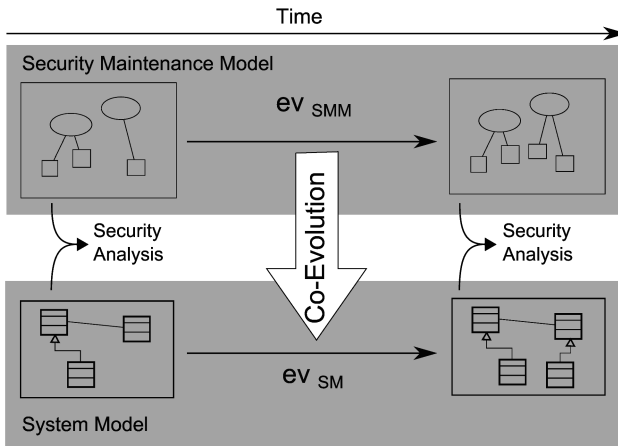 Time
Security Maintenance Model
ev SMM
Security
Analysis
Co-Evolution
Security
Analysis
ev SM
System Model